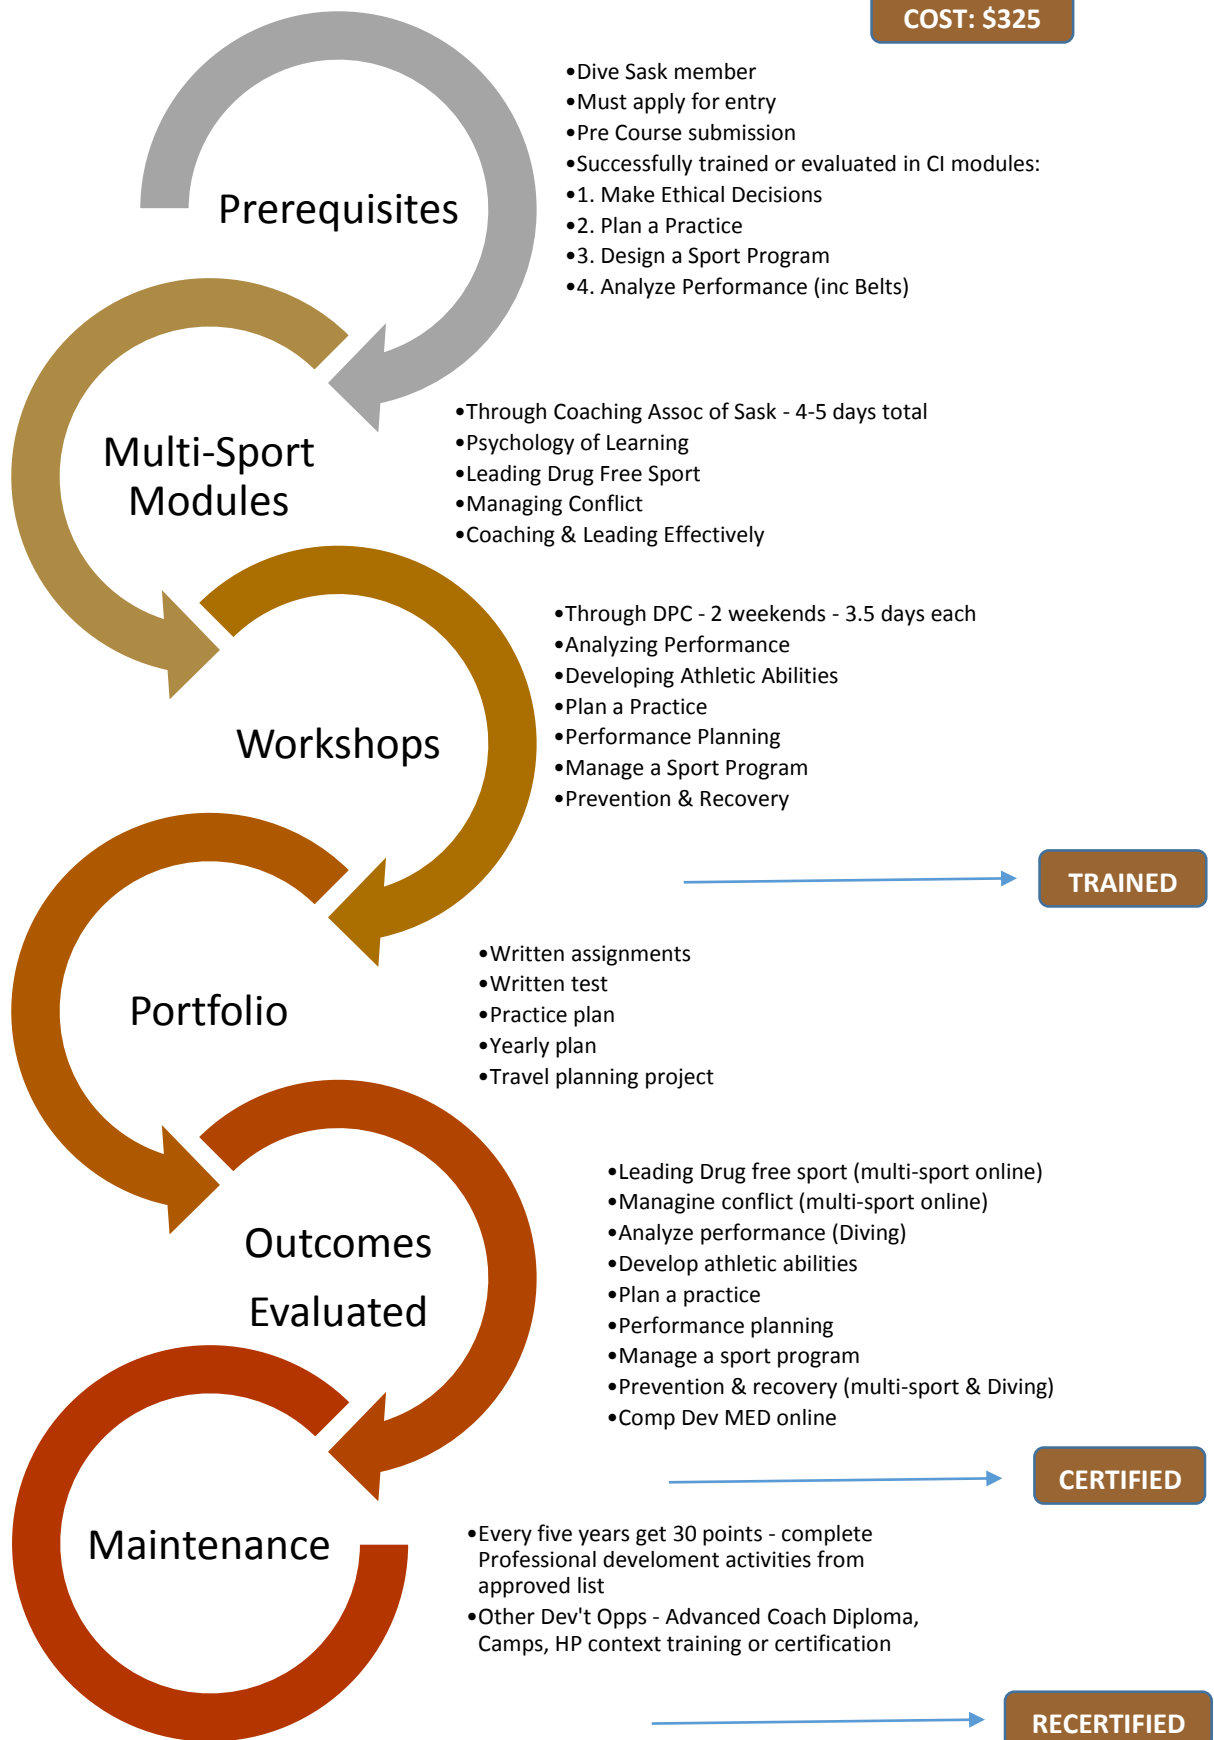 COST: $325
Prerequisites
•Dive Sask member
•Must apply for entry
•Pre Course submission
•Successfully trained or evaluated in CI modules:
•1. Make Ethical Decisions
•2. Plan a Practice
•3. Design a Sport Program
•4. Analyze Performance (inc Belts)
Multi-Sport
Modules
•Through Coaching Assoc of Sask - 4-5 days total
•Psychology of Learning
•Leading Drug Free Sport
•Managing Conflict
•Coaching & Leading Effectively
Workshops
•Through DPC - 2 weekends - 3.5 days each
•Analyzing Performance
•Developing Athletic Abilities
•Plan a Practice
•Performance Planning
•Manage a Sport Program
•Prevention & Recovery
TRAINED
Portfolio
•Written assignments
•Written test
•Practice plan
•Yearly plan
•Travel planning project
Outcomes
Evaluated
•Leading Drug free sport (multi-sport online)
•Managine conflict (multi-sport online)
•Analyze performance (Diving)
•Develop athletic abilities
•Plan a practice
•Performance planning
•Manage a sport program
•Prevention & recovery (multi-sport & Diving)
•Comp Dev MED online
CERTIFIED
Maintenance
•Every five years get 30 points - complete
Professional develoment activities from
approved list
•Other Dev't Opps - Advanced Coach Diploma,
Camps, HP context training or certification
RECERTIFIED